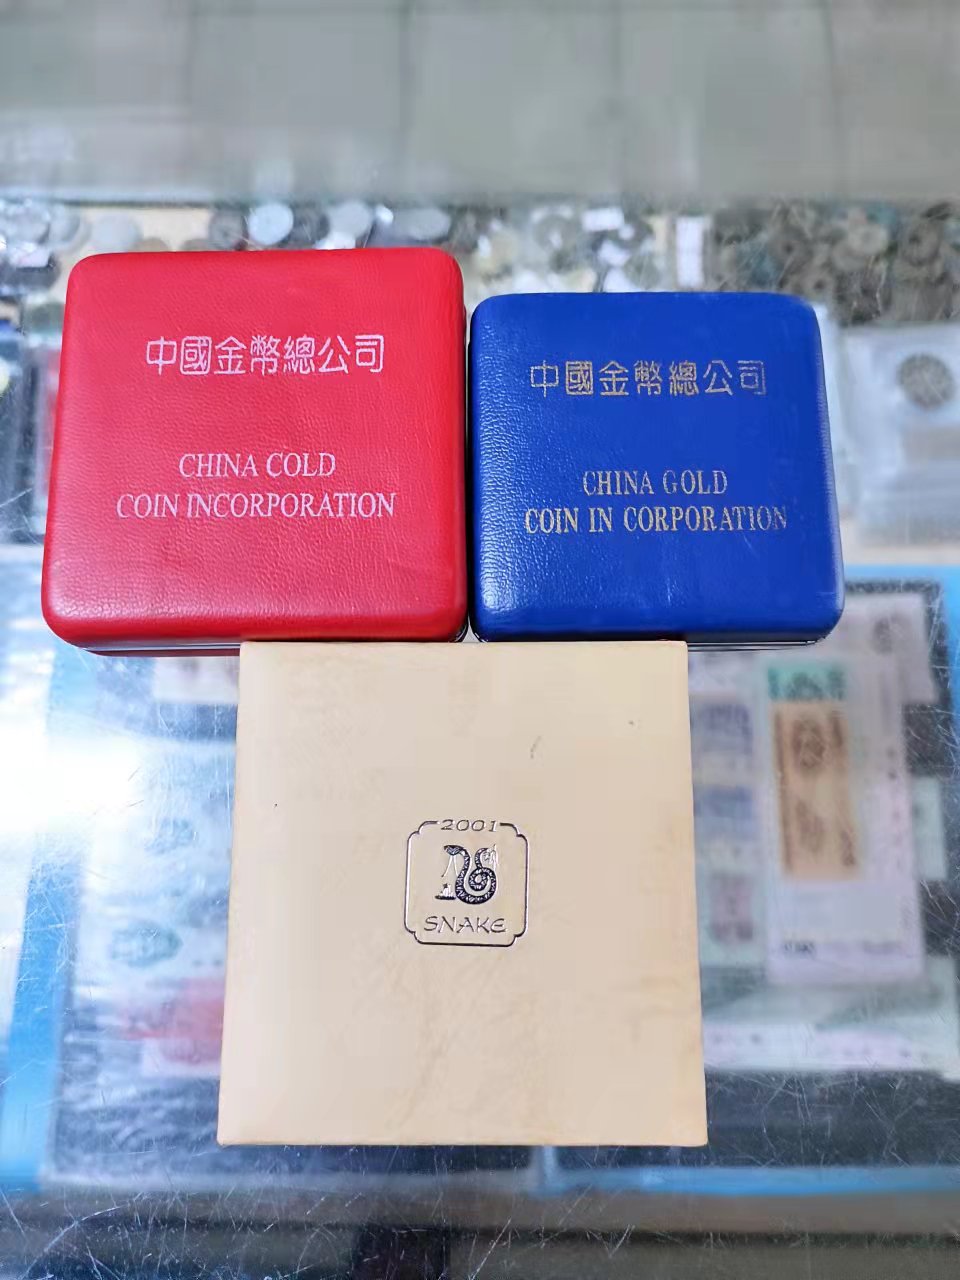 中國金幣總公司
CHINA COLD
COIN INCORPORATION
中國金幣總公司
CHINA GOLD
COIN IN CORPORATION
2001
SNAKE